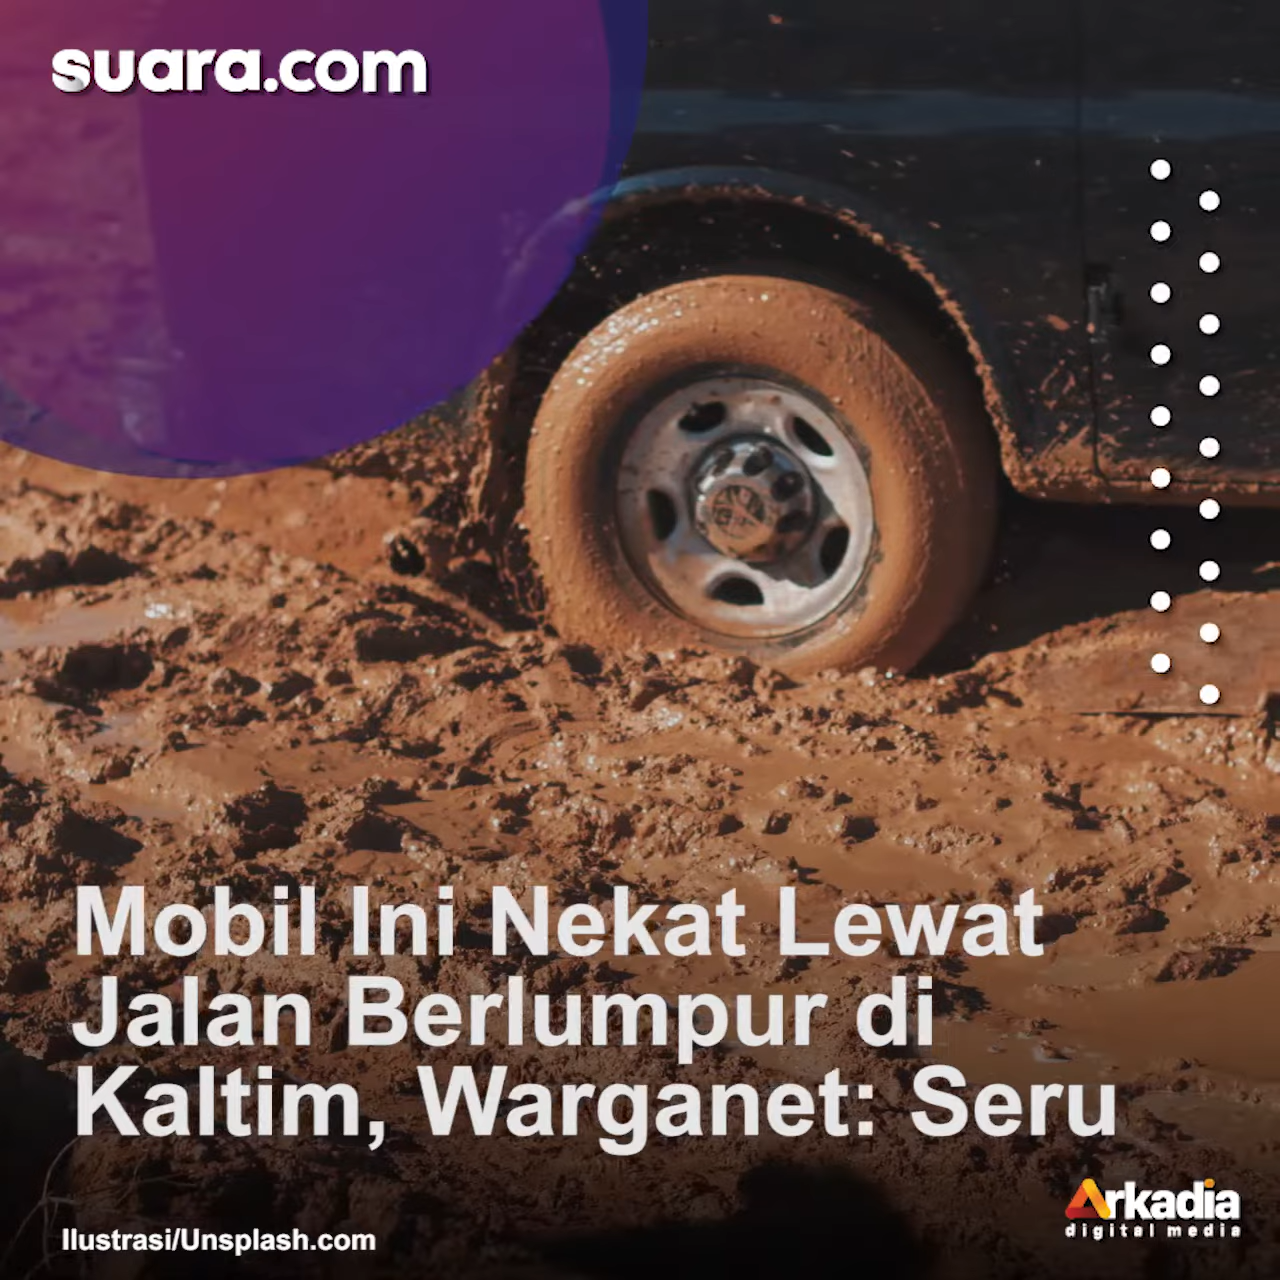 suara.com
Mobil Ini Nekat Lewat
Jalan Berlumpur di
Kaltim, Warganet: Seru
Arkadia
digital media
Ilustrasi/Unsplash.com